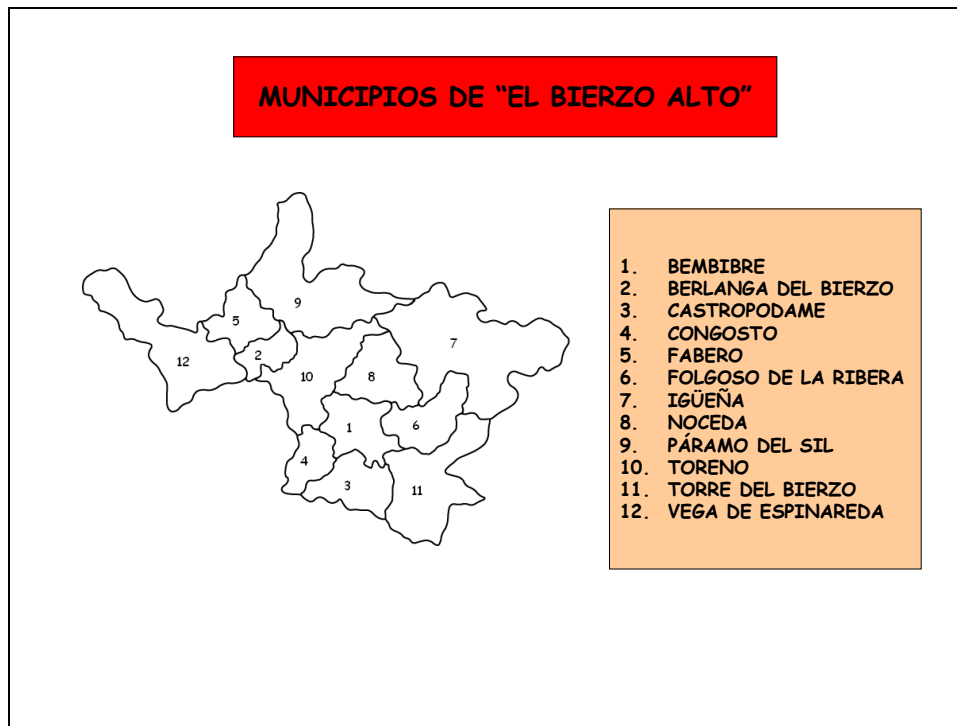 MUNICIPIOS DE “EL BIERZO ALTO”
9
5
7
12
2
10
8
1
6
4
3
11
1. BEMBIBRE
2. BERLANGA DEL BIERZO
3. CASTROPODAME
4. CONGOSTO
5. FABERO
6. FOLGOSO DE LA RIBERA
7. IGÜEÑA
8. NOCEDA
9. PÁRAMO DEL SIL
10. TORENO
11. TORRE DEL BIERZO
12. VEGA DE ESPINAREDA